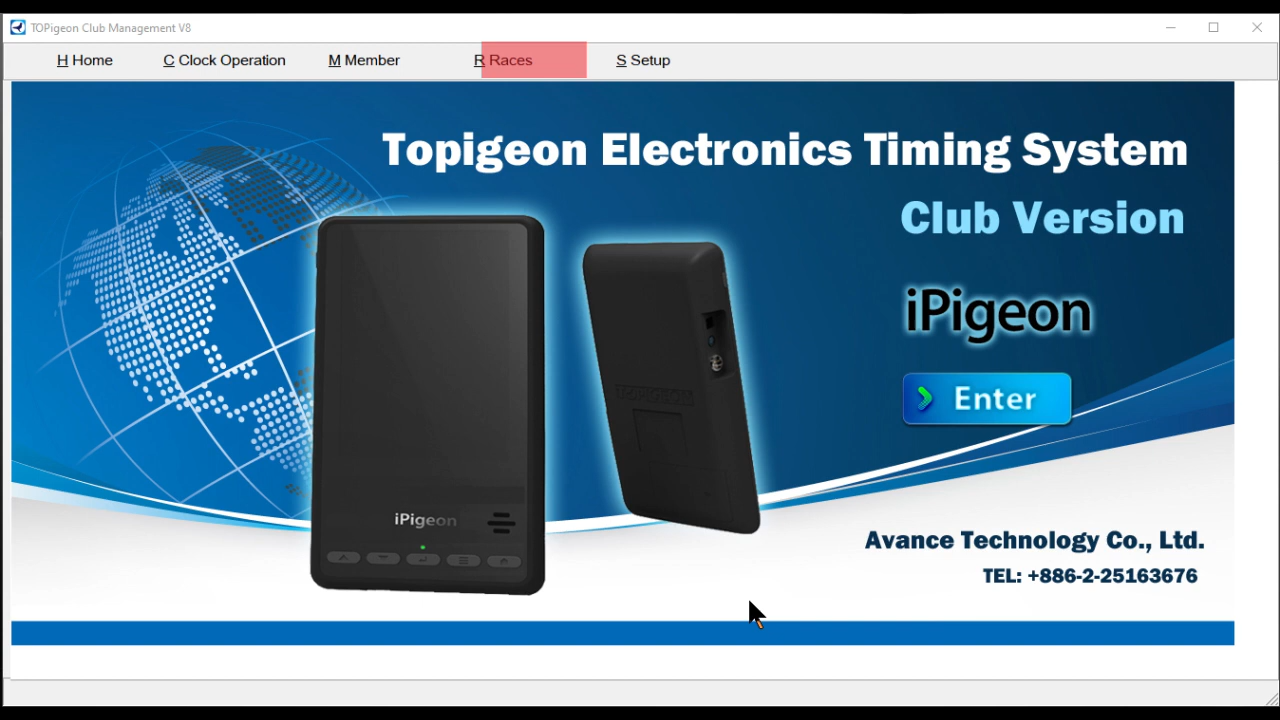 TOPigeon Club Management V8
H Home C Clock Operation M Member R Races S Setup
Topigeon Electronics Timing System
Club Version
iPigeon
Enter
TOPIGEON
iPigeon
Avance Technology Co., Ltd.
TEL: +886-2-25163676